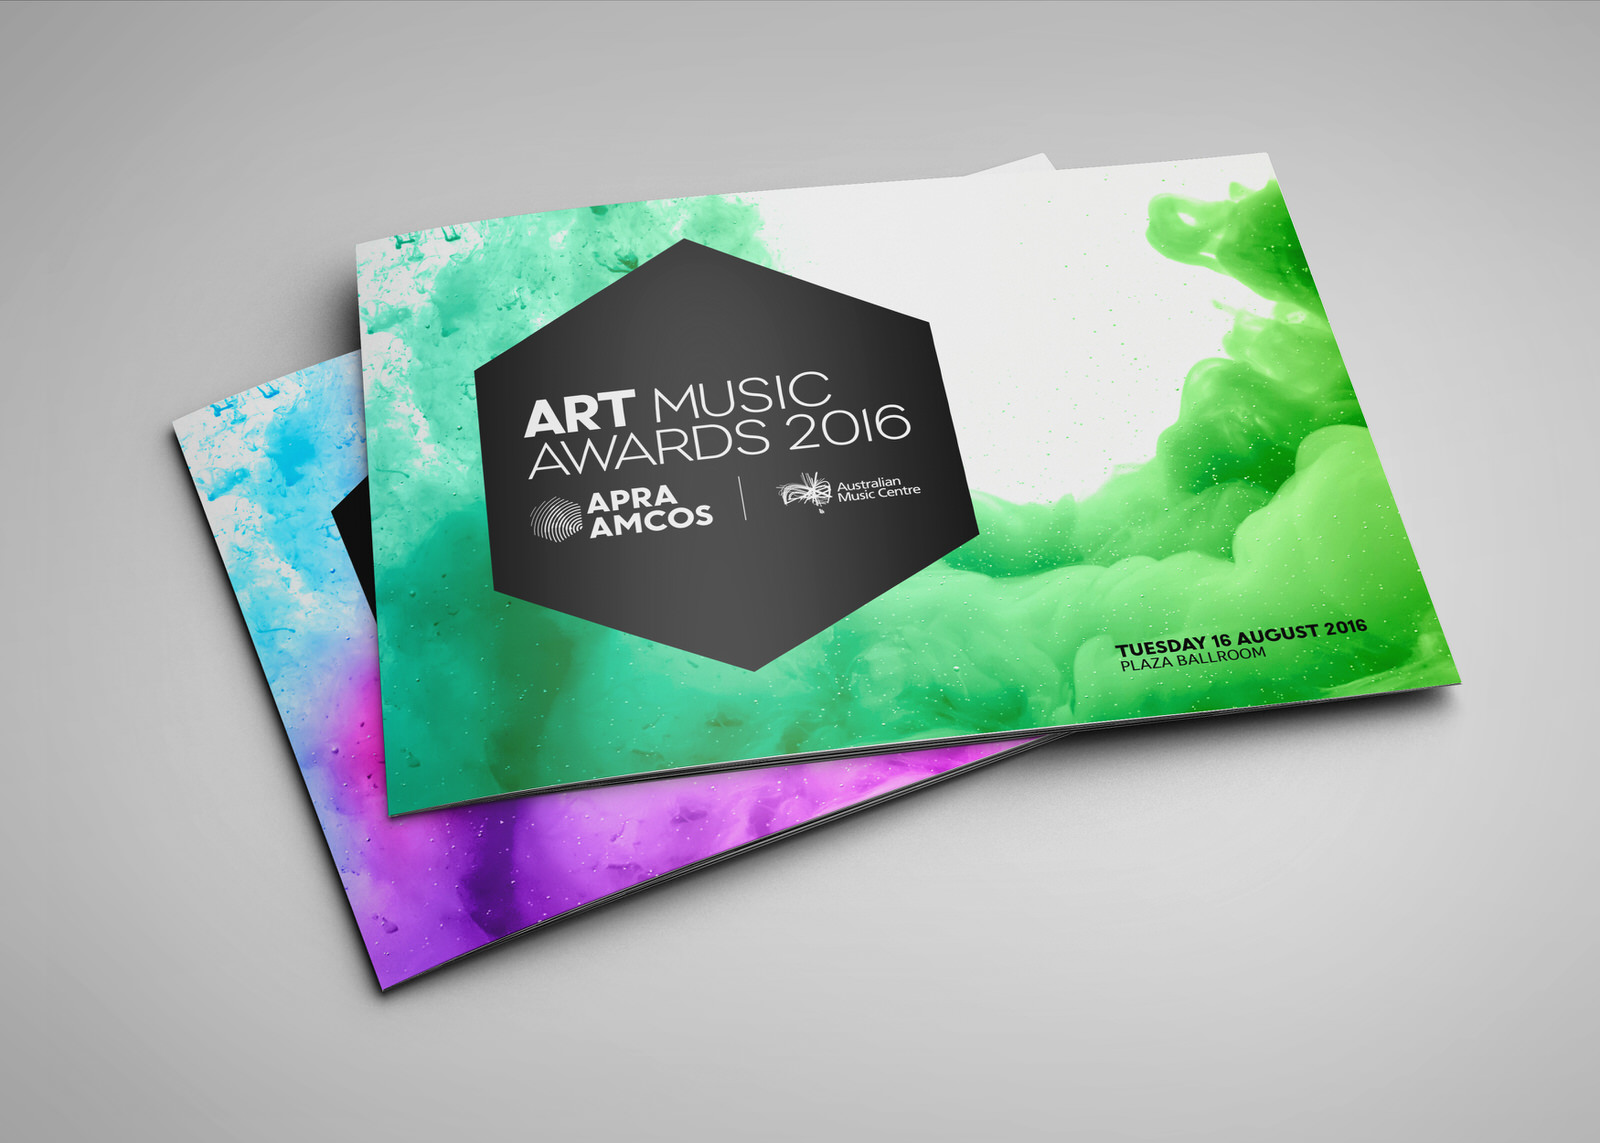 ART MUSIC
AWARDS 2016
APRA
AMCOS
Australian
Music Centre
TUESDAY 16 AUGUST 2016
PLAZA BALLROOM